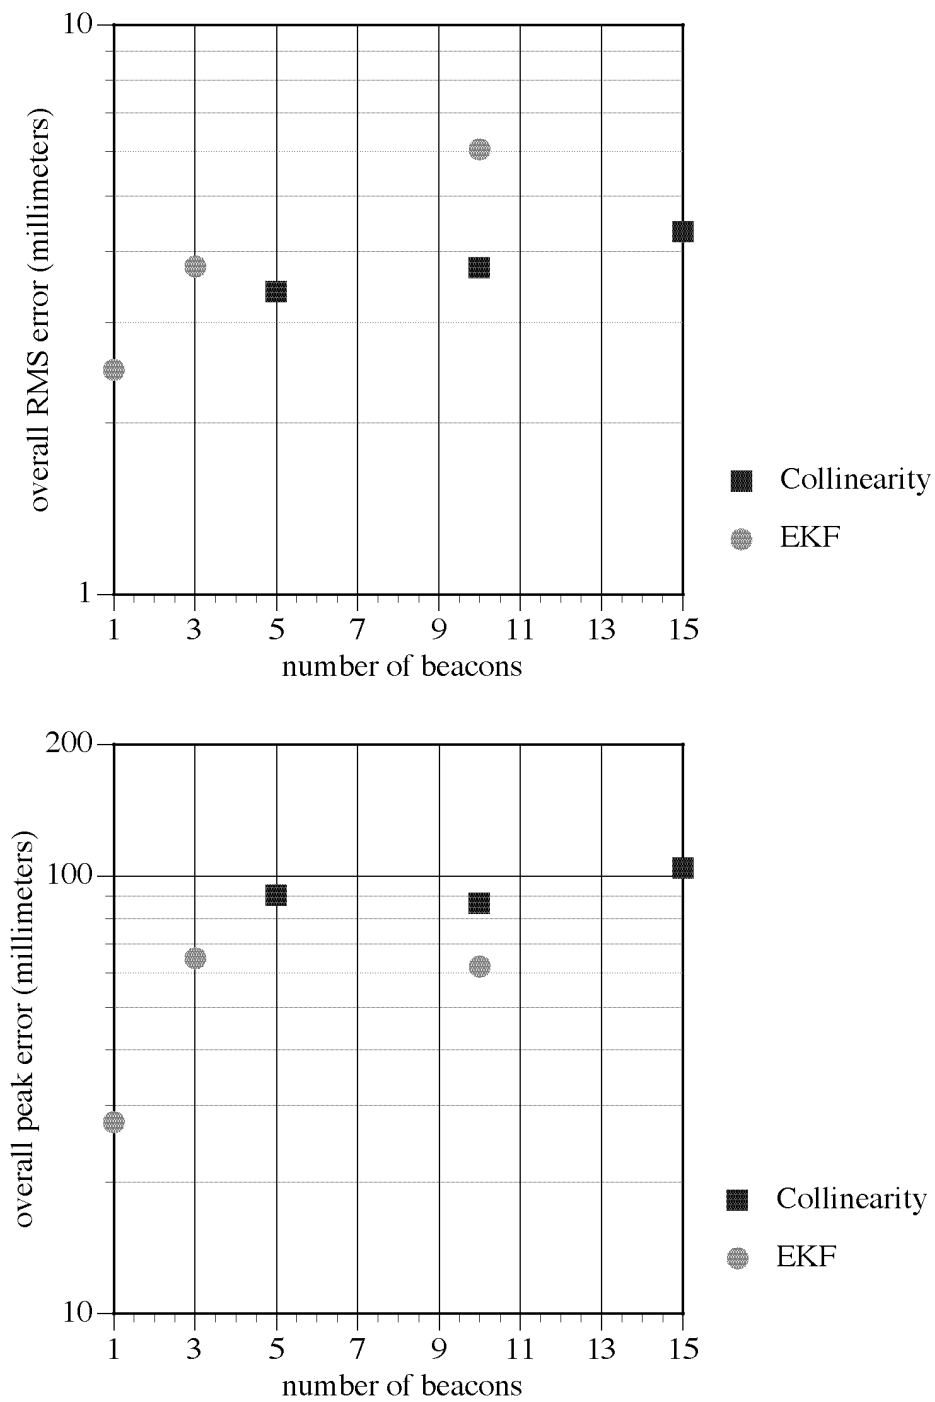 10
overall RMS error (millimeters)
1
1 3 5 7 9 11 13 15
number of beacons
Collinearity
EKF
200
100
overall peak error (millimeters)
10
1 3 5 7 9 11 13 15
number of beacons
Collinearity
EKF